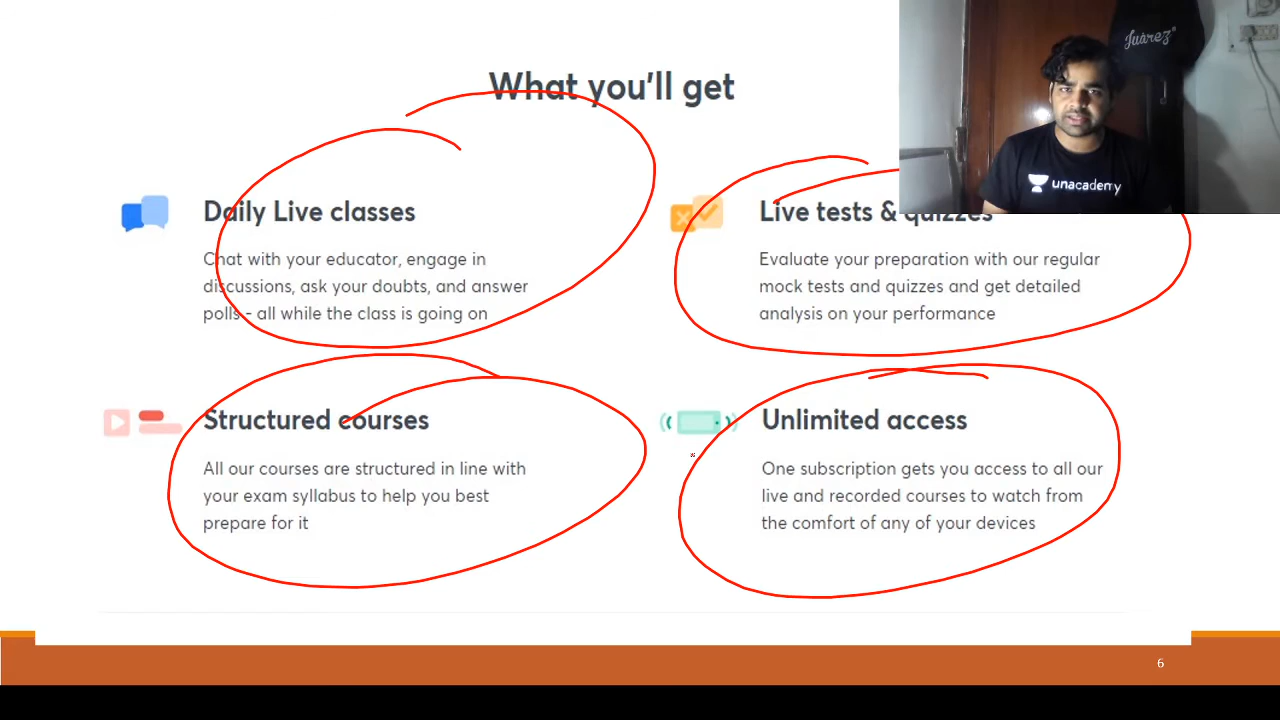 What you'll get
Juárez
unacademy
Daily Live classes
Chat with your educator, engage in
discussions, ask your doubts, and answer
polls - all while the class is going on
Live tests & quizzes
Evaluate your preparation with our regular
mock tests and quizzes and get detailed
analysis on your performance
Structured courses
All our courses are structured in line with
your exam syllabus to help you best
prepare for it
Unlimited access
One subscription gets you access to all our
live and recorded courses to watch from
the comfort of any of your devices
6